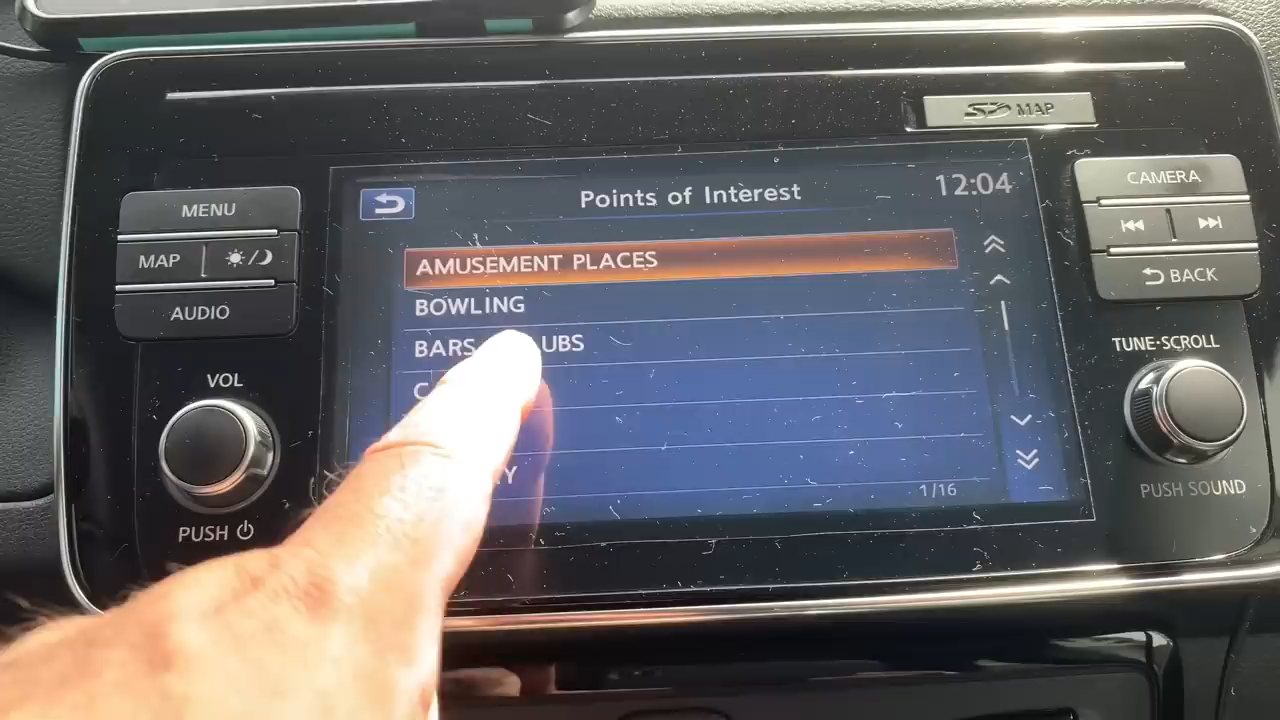 SD MAP
MENU
MAP
AUDIO
VOL
PUSH
Points of Interest
12:04
AMUSEMENT PLACES
BOWLING
BARS UBS
C
Y
1/16
CAMERA
BACK
TUNE·SCROLL
PUSH SOUND